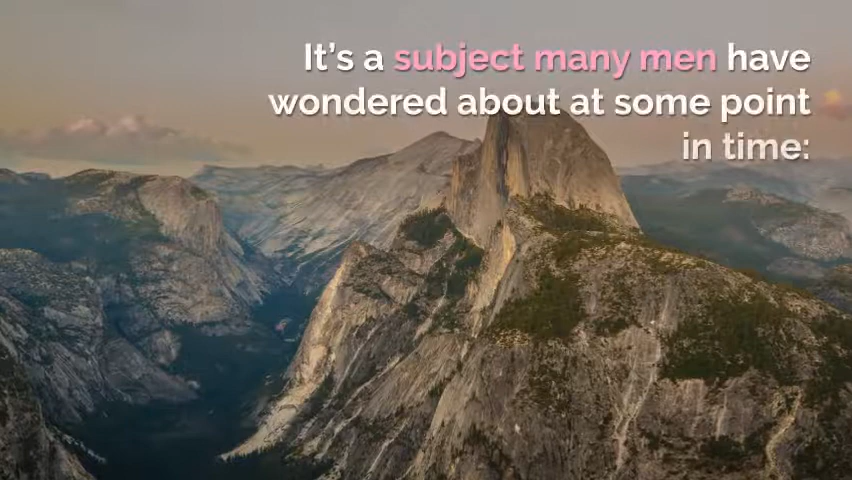 It’s a subject many men have
wondered about at some point
in time: